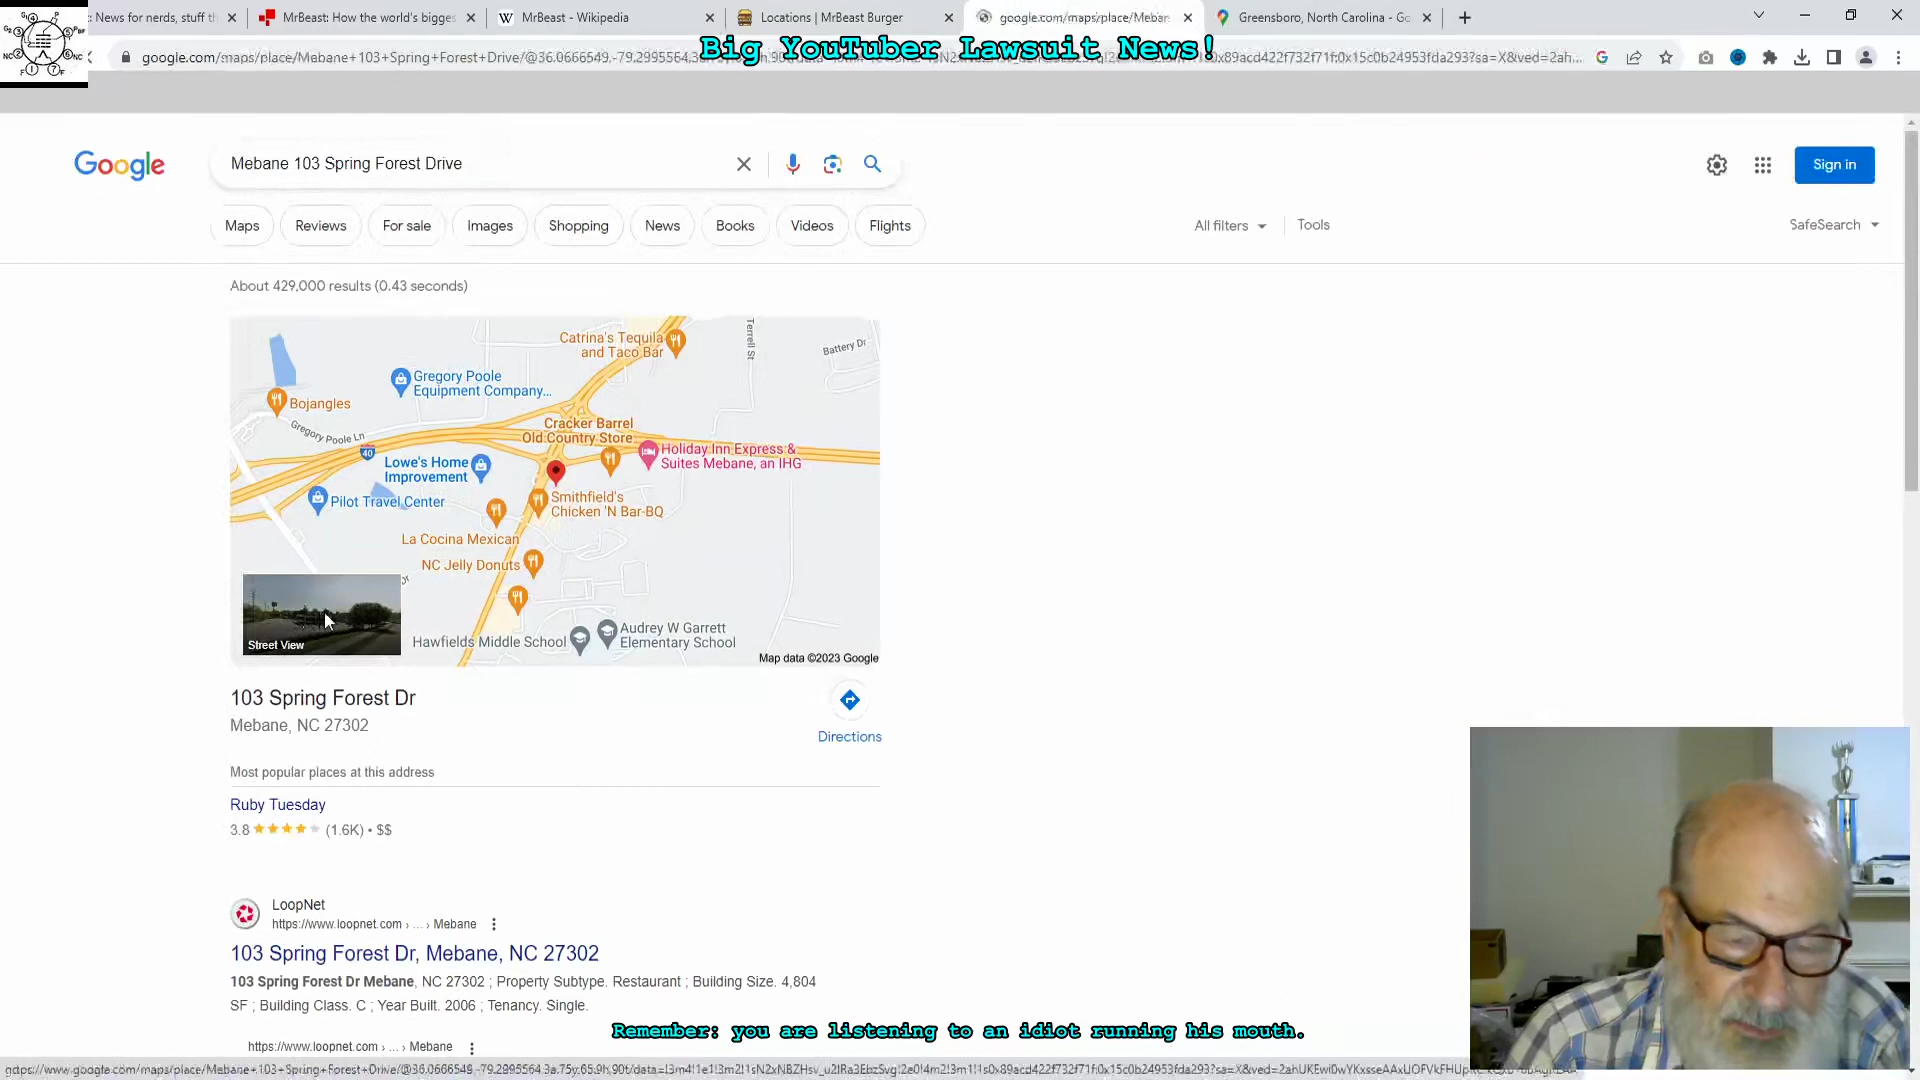 : News for nerds, stuff th
MrBeast: How the world's bigges
MrBeast - Wikipedia
Locations | MrBeast Burger
google.com/maps/place/Mebane
Greensboro, North Carolina - Go
Big YouTuber Lawsuit News!
Google
Mebane 103 Spring Forest Drive
Sign in
Maps
Reviews
For sale
Images
Shopping
News
Books
Videos
Flights
All filters
Tools
SafeSearch
About 429,000 results (0.43 seconds)
Catrina's Tequila
and Taco Bar
Terrell St
Battery Dr
Gregory Poole
Equipment Company...
Bojangles
Gregory Poole Ln
40
Cracker Barrel
Old Country Store
Lowe's Home
Improvement
Holiday Inn Express &
Suites Mebane, an IHG
Pilot Travel Center
Smithfield's
Chicken 'N Bar-BQ
La Cocina Mexican
NC Jelly Donuts
Street View
Hawfields Middle School
Audrey W Garrett
Elementary School
Map data ©2023 Google
103 Spring Forest Dr
Mebane, NC 27302
Directions
Most popular places at this address
Ruby Tuesday
3.8 (1.6K) • $$
LoopNet
https://www.loopnet.com › ... › Mebane
103 Spring Forest Dr, Mebane, NC 27302
103 Spring Forest Dr Mebane, NC 27302 ; Property Subtype. Restaurant ; Building Size. 4,804
SF ; Building Class. C ; Year Built. 2006 ; Tenancy. Single.
Remember: you are listening to an idiot running his mouth.
https://www.loopnet.com › ... › Mebane